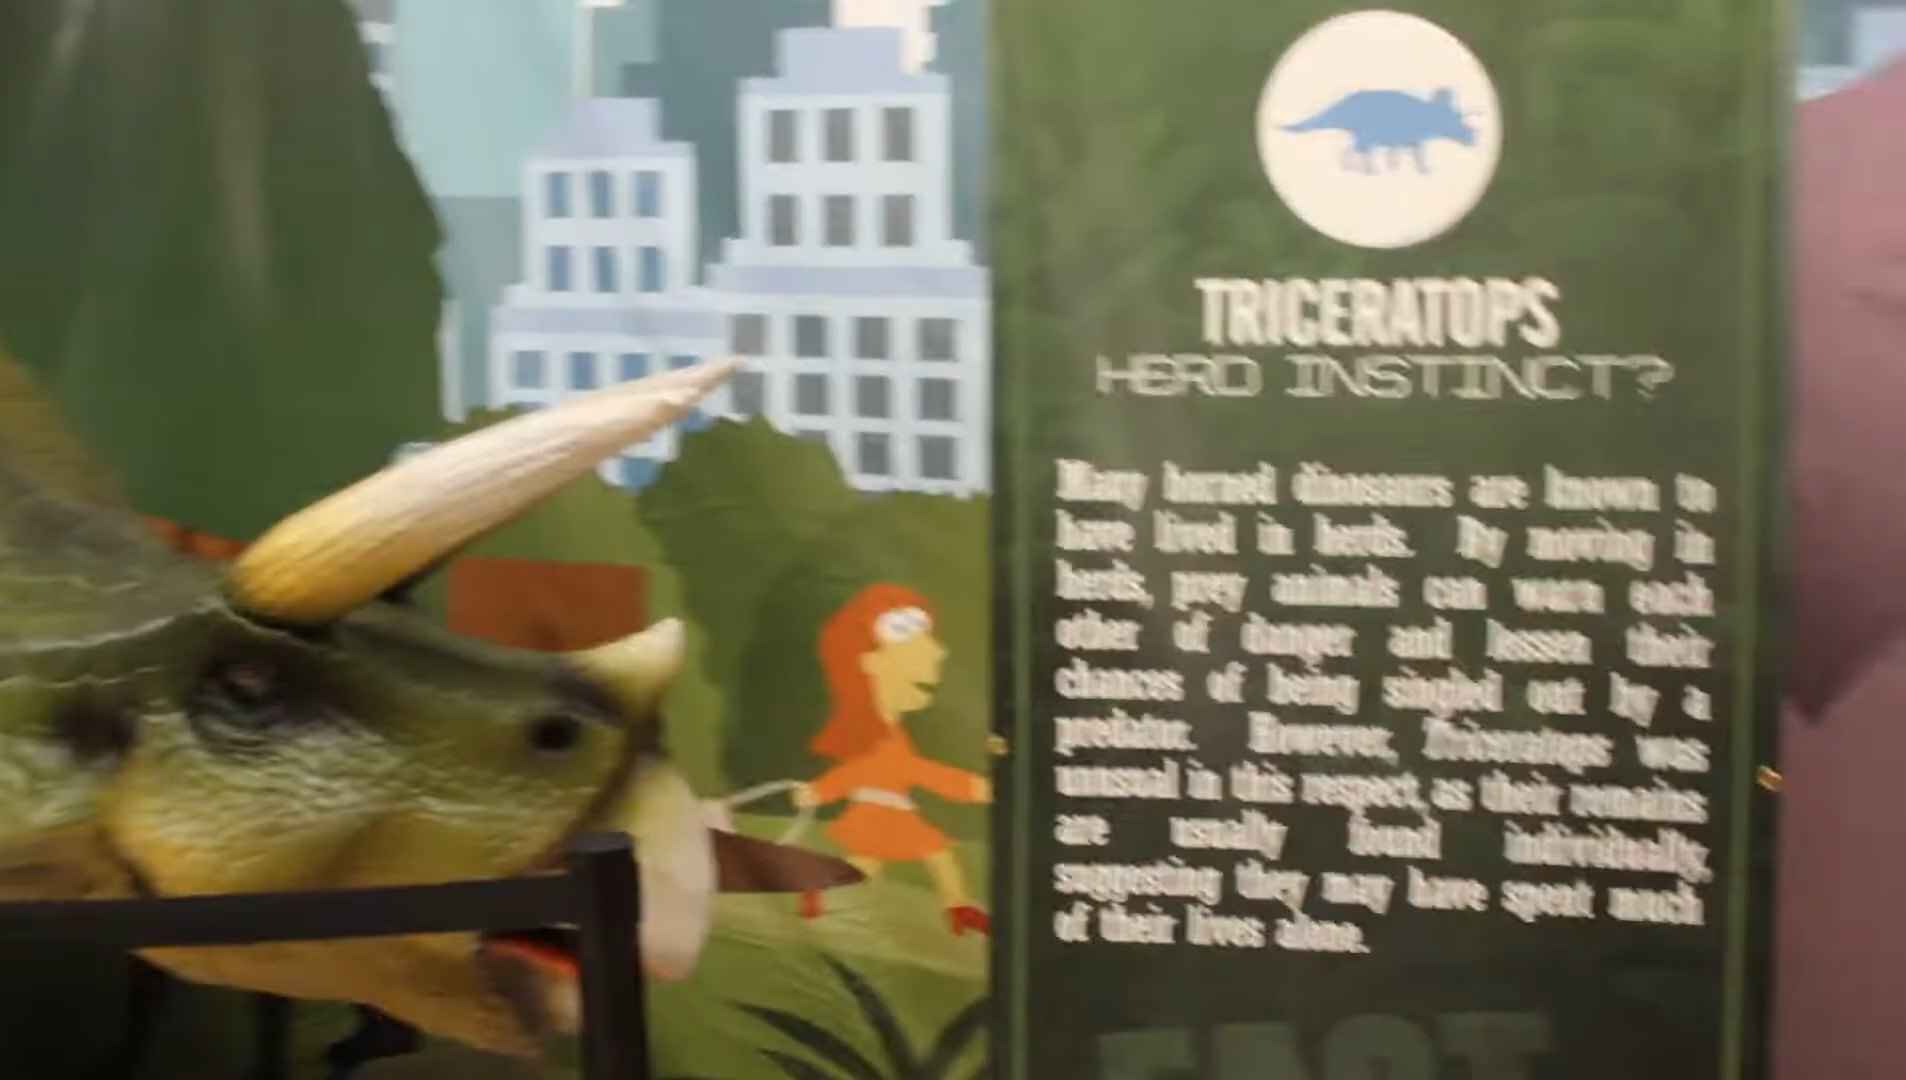 TRICERATOPS
HERD INSTINCT?
Many horned dinosaurs are known to
have lived in herds. By moving in
herds, prey animals can warn each
other of danger and lessen their
chances of being singled out by a
predator. However, Triceratops was
unusual in this respect, as their remains
are usually found individually,
suggesting they may have spent much
of their lives alone.
FACT